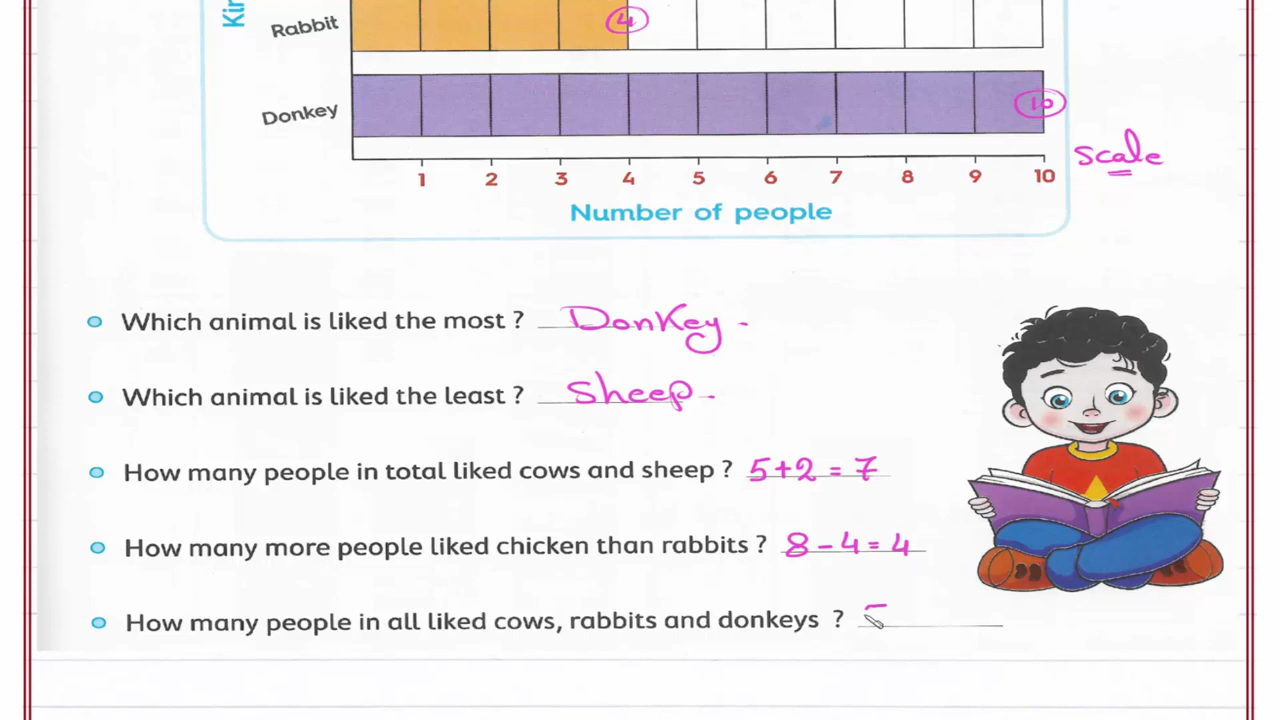 Kin
Rabbit 4
Donkey 10
1 2 3 4 5 6 7 8 9 10 scale
Number of people
Which animal is liked the most ? Donkey .
Which animal is liked the least ? Sheep .
How many people in total liked cows and sheep ? 5+2 = 7
How many more people liked chicken than rabbits ? 8 - 4 = 4
How many people in all liked cows, rabbits and donkeys ? 5